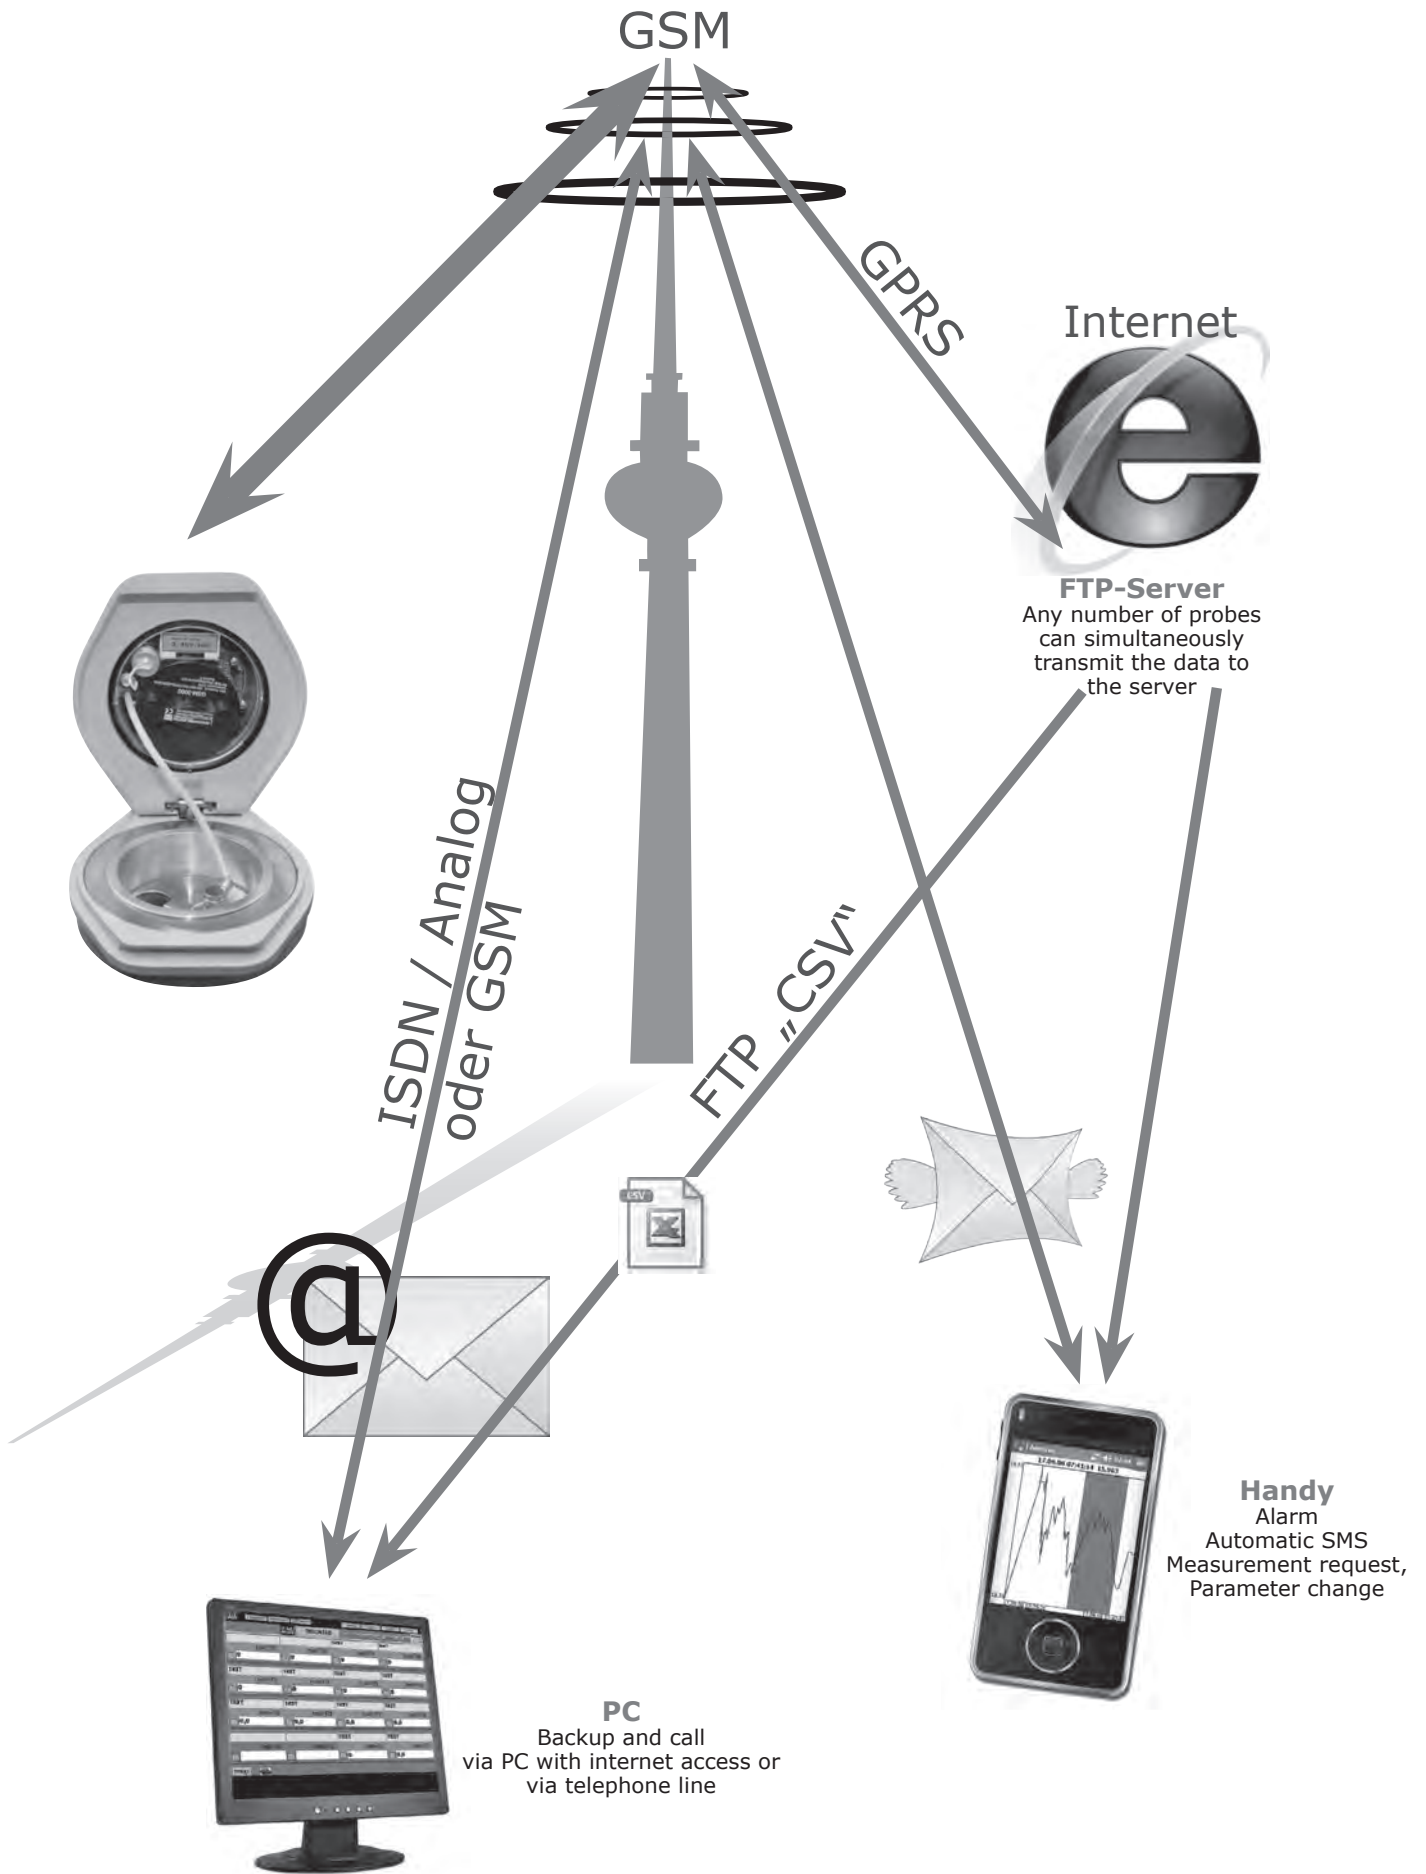 GSM
GPRS
Internet
FTP-Server
Any number of probes
can simultaneously
transmit the data to
the server
ISDN / Analog
oder GSM
FTP „CSV“
CSV
@
Handy
Alarm
Automatic SMS
Measurement request,
Parameter change
PC
Backup and call
via PC with internet access or
via telephone line